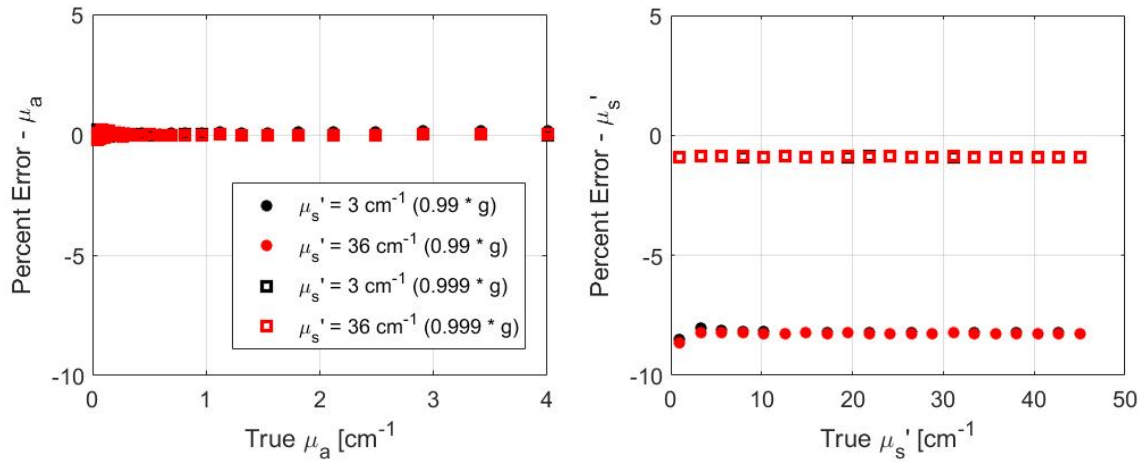 5
0
-5
-10
Percent Error - μₐ
0 1 2 3 4
True μₐ [cm⁻¹
μₛ' = 3 cm⁻¹ (0.99 * g)
μₛ' = 36 cm⁻¹ (0.99 * g)
μₛ' = 3 cm⁻¹ (0.999 * g)
μₛ' = 36 cm⁻¹ (0.999 * g)
5
0
-5
-10
Percent Error - μₛ'
0 10 20 30 40 50
True μₛ' [cm⁻¹